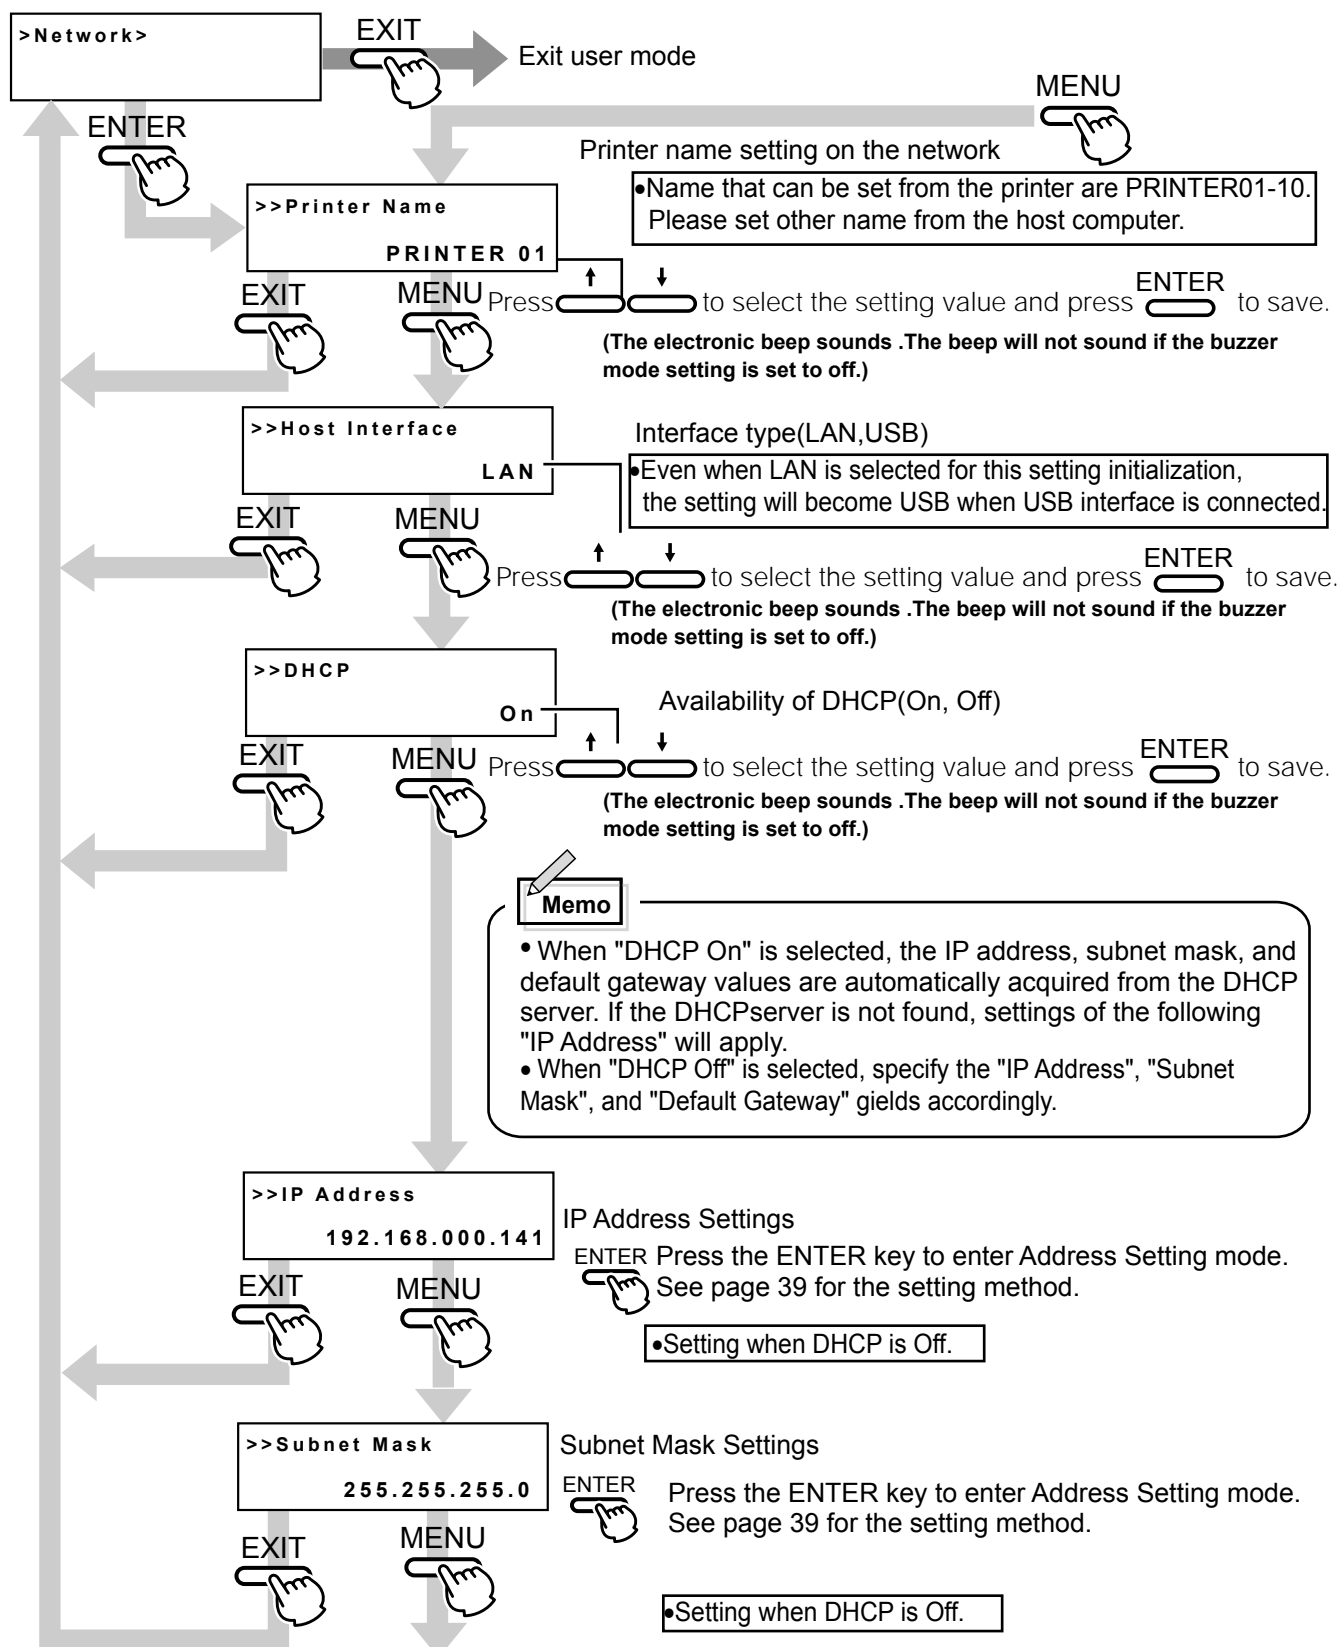 >Network>
EXIT
Exit user mode
MENU
ENTER
Printer name setting on the network
•Name that can be set from the printer are PRINTER01-10.
Please set other name from the host computer.
>>Printer Name
PRINTER 01
EXIT
MENU
Press ↑ ↓ to select the setting value and press ENTER to save.
(The electronic beep sounds .The beep will not sound if the buzzer
mode setting is set to off.)
>>Host Interface
LAN
Interface type(LAN,USB)
•Even when LAN is selected for this setting initialization,
the setting will become USB when USB interface is connected.
EXIT
MENU
Press ↑ ↓ to select the setting value and press ENTER to save.
(The electronic beep sounds .The beep will not sound if the buzzer
mode setting is set to off.)
>>DHCP
On
Availability of DHCP(On, Off)
EXIT
MENU
Press ↑ ↓ to select the setting value and press ENTER to save.
(The electronic beep sounds .The beep will not sound if the buzzer
mode setting is set to off.)
Memo
• When "DHCP On" is selected, the IP address, subnet mask, and
default gateway values are automatically acquired from the DHCP
server. If the DHCPserver is not found, settings of the following
"IP Address" will apply.
• When "DHCP Off" is selected, specify the "IP Address", "Subnet
Mask", and "Default Gateway" gields accordingly.
>>IP Address
192.168.000.141
IP Address Settings
ENTER Press the ENTER key to enter Address Setting mode.
See page 39 for the setting method.
EXIT
MENU
•Setting when DHCP is Off.
>>Subnet Mask
255.255.255.0
Subnet Mask Settings
ENTER
Press the ENTER key to enter Address Setting mode.
See page 39 for the setting method.
EXIT
MENU
•Setting when DHCP is Off.